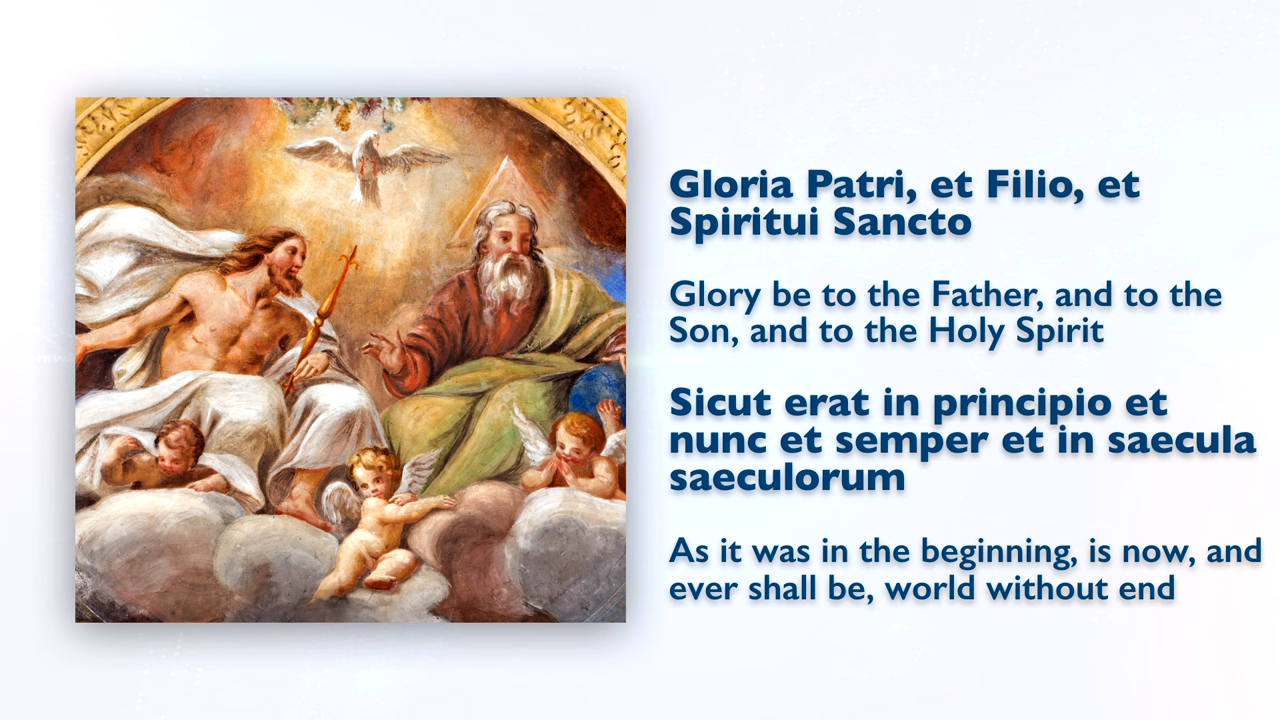 Gloria Patri, et Filio, et
Spiritui Sancto
Glory be to the Father, and to the
Son, and to the Holy Spirit
Sicut erat in principio et
nunc et semper et in saecula
saeculorum
As it was in the beginning, is now, and
ever shall be, world without end